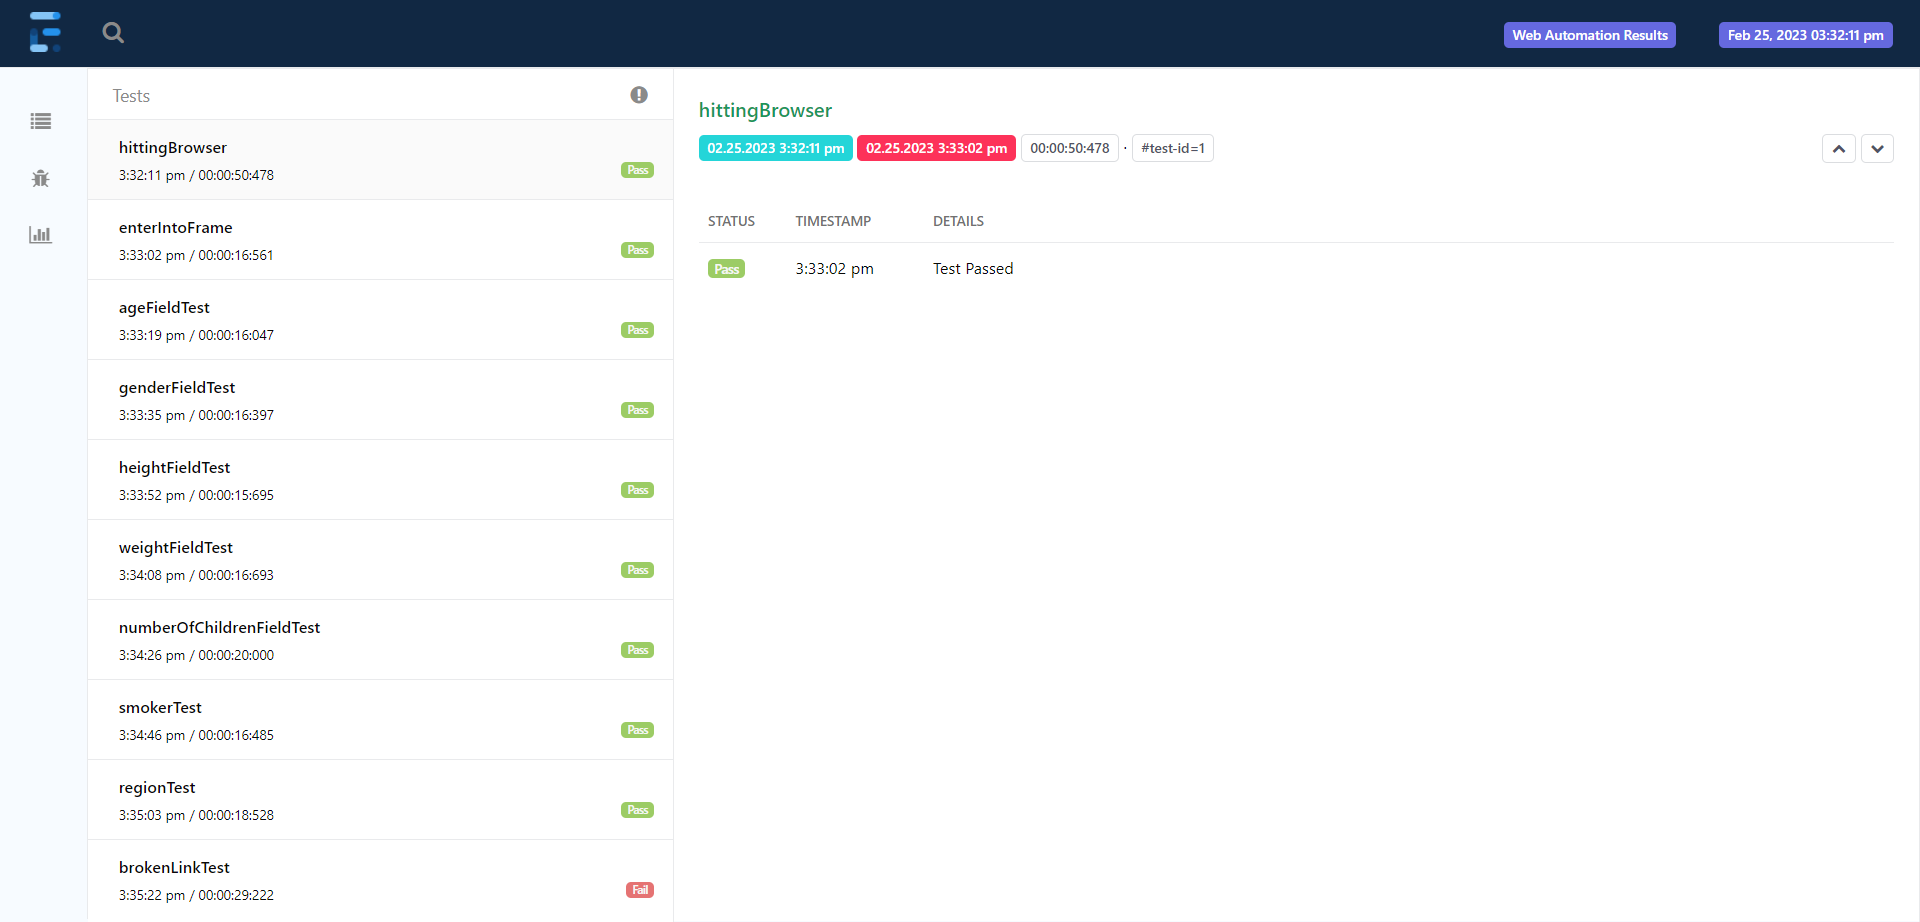 Web Automation Results
Feb 25, 2023 03:32:11 pm
Tests
hittingBrowser
3:32:11 pm / 00:00:50:478
Pass
enterIntoFrame
3:33:02 pm / 00:00:16:561
Pass
ageFieldTest
3:33:19 pm / 00:00:16:047
Pass
genderFieldTest
3:33:35 pm / 00:00:16:397
Pass
heightFieldTest
3:33:52 pm / 00:00:15:695
Pass
weightFieldTest
3:34:08 pm / 00:00:16:693
Pass
numberOfChildrenFieldTest
3:34:26 pm / 00:00:20:000
Pass
smokerTest
3:34:46 pm / 00:00:16:485
Pass
regionTest
3:35:03 pm / 00:00:18:528
Pass
brokenLinkTest
3:35:22 pm / 00:00:29:222
Fail
hittingBrowser
02.25.2023 3:32:11 pm 02.25.2023 3:33:02 pm 00:00:50:478 · #test-id=1
STATUS TIMESTAMP DETAILS
Pass 3:33:02 pm Test Passed